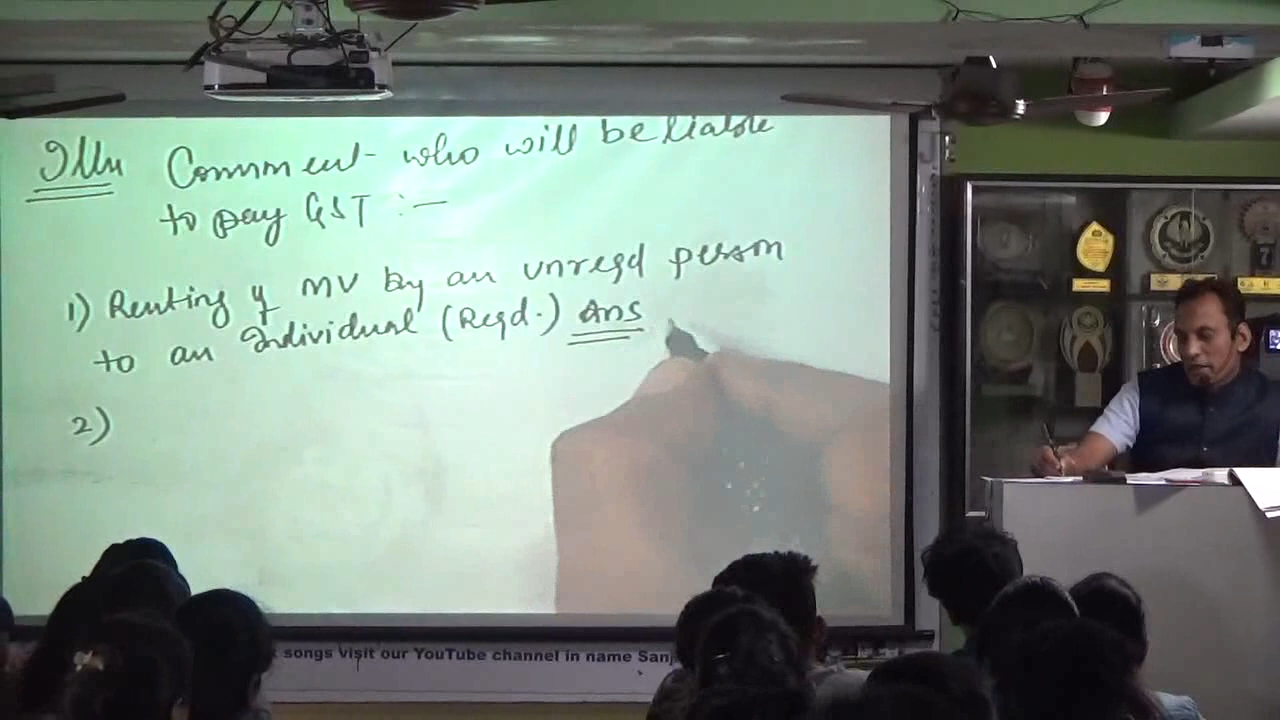 Illu Comment who will be liable
to pay GST :-
1) Renting of MV by an unregd person
to an Individual (Regd.) Ans
2)
songs visit our YouTube channel in name Sanj